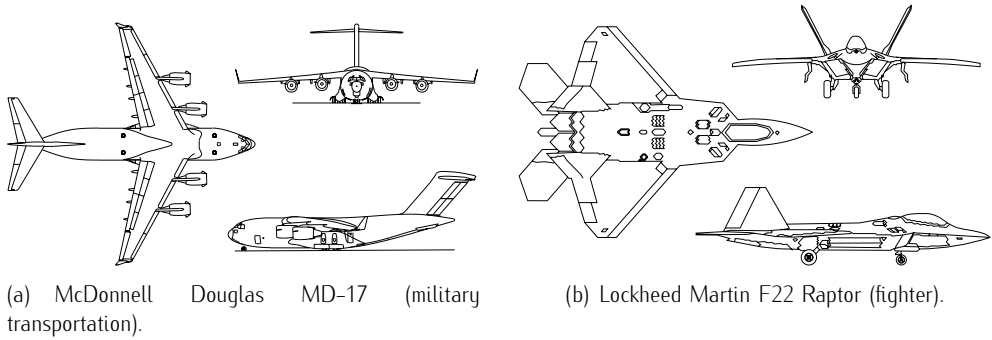 (a) McDonnell Douglas MD-17 (military
transportation).
(b) Lockheed Martin F22 Raptor (fighter).